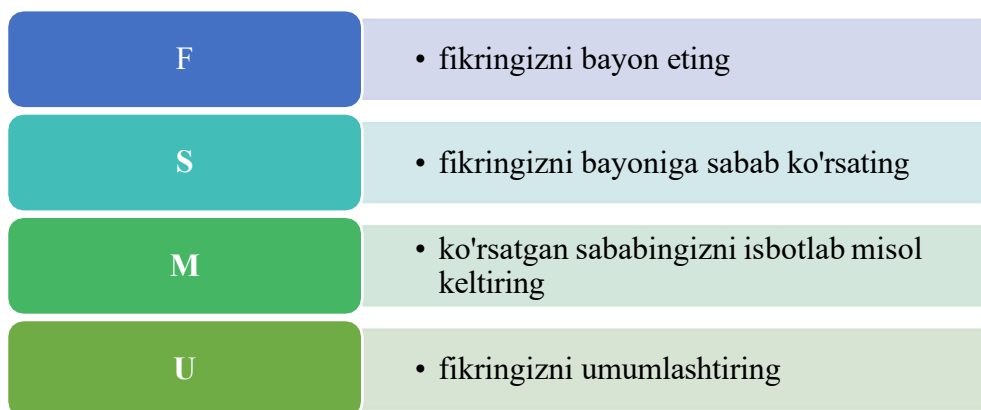 F
• fikringizni bayon eting
S
• fikringizni bayoniga sabab ko'rsating
M
• ko'rsatgan sababingizni isbotlab misol
keltiring
U
• fikringizni umumlashtiring